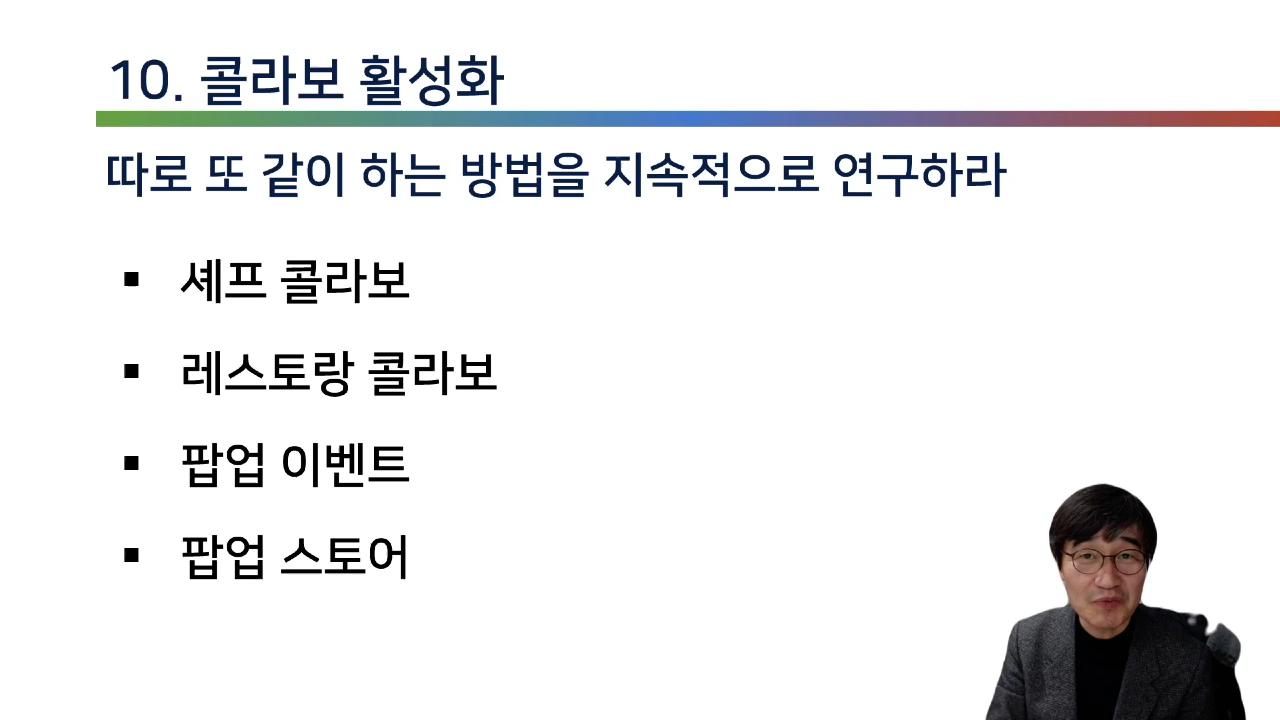 10. 콜라보 활성화
따로 또 같이 하는 방법을 지속적으로 연구하라
▪ 셰프 콜라보
▪ 레스토랑 콜라보
▪ 팝업 이벤트
▪ 팝업 스토어